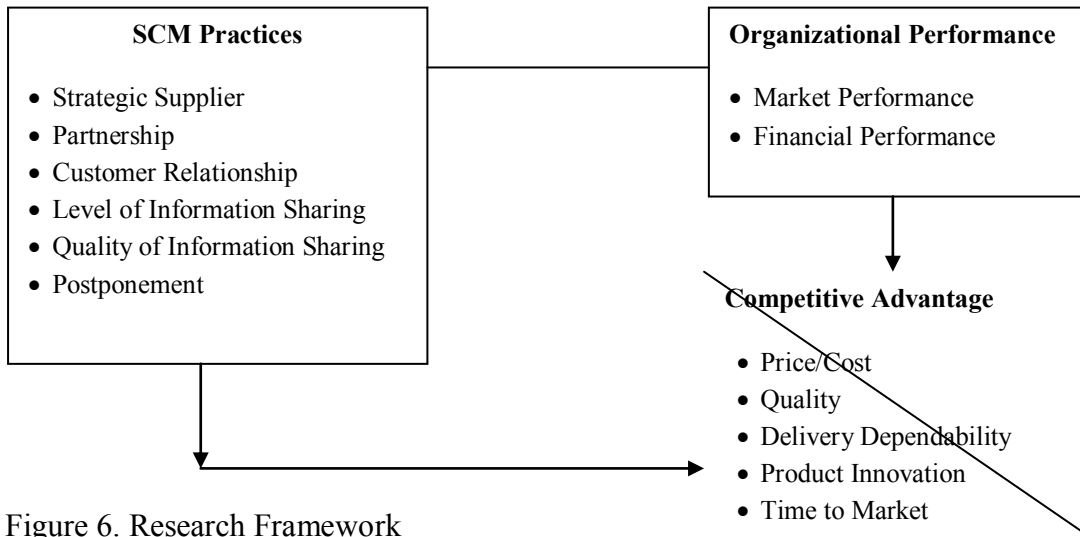 SCM Practices
• Strategic Supplier
• Partnership
• Customer Relationship
• Level of Information Sharing
• Quality of Information Sharing
• Postponement
Organizational Performance
• Market Performance
• Financial Performance
Competitive Advantage
• Price/Cost
• Quality
• Delivery Dependability
• Product Innovation
• Time to Market
Figure 6. Research Framework